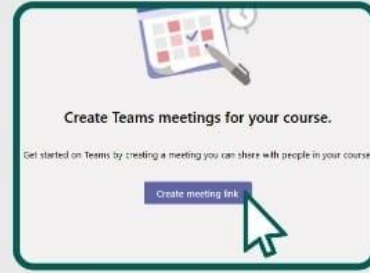 Create Teams meetings for your course.
Get started on Teams by creating a meeting you can share with people in your course
Create meeting link